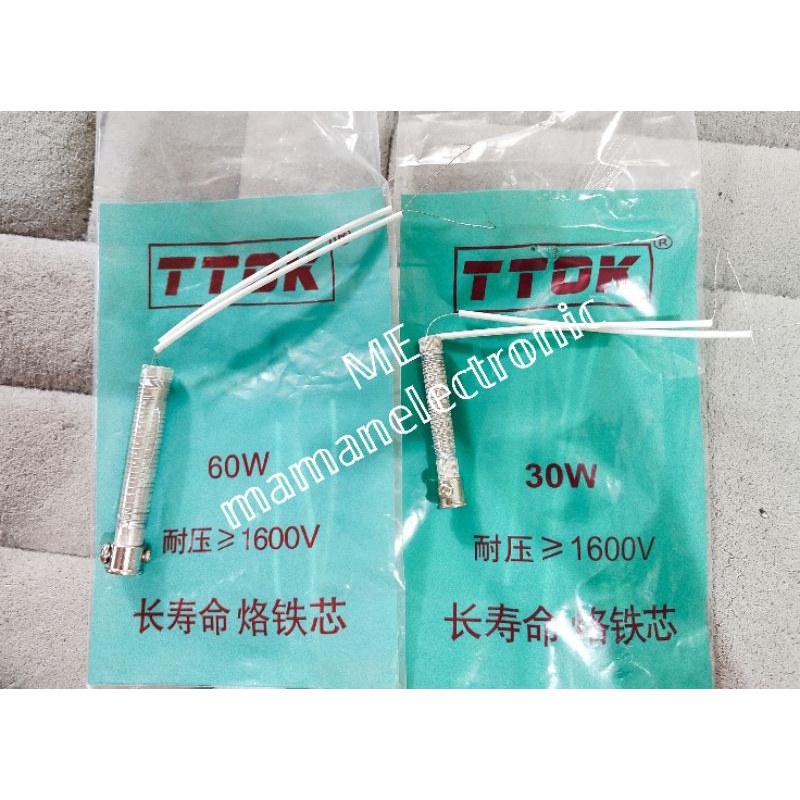 TTOK
60W
耐压≥1600V
长寿命 烙铁芯
TTOK®
30W
耐压≥1600V
长寿命 烙铁芯
ME
mamanelectronic